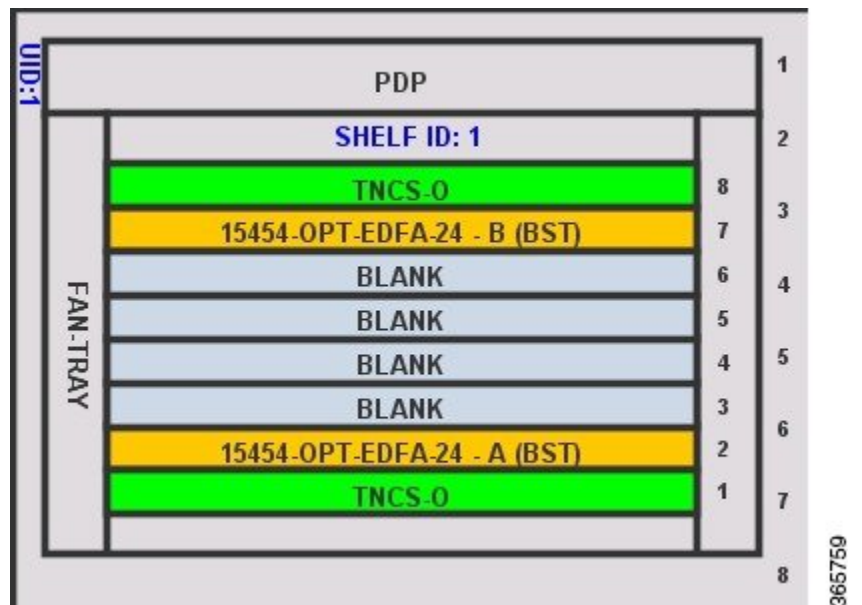 UID:1
PDP
1
SHELF ID: 1
2
TNCS-O
8
3
15454-OPT-EDFA-24 - B (BST)
7
BLANK
6
4
FAN-TRAY
BLANK
5
BLANK
4
5
BLANK
3
6
15454-OPT-EDFA-24 - A (BST)
2
TNCS-O
1
7
8
365759